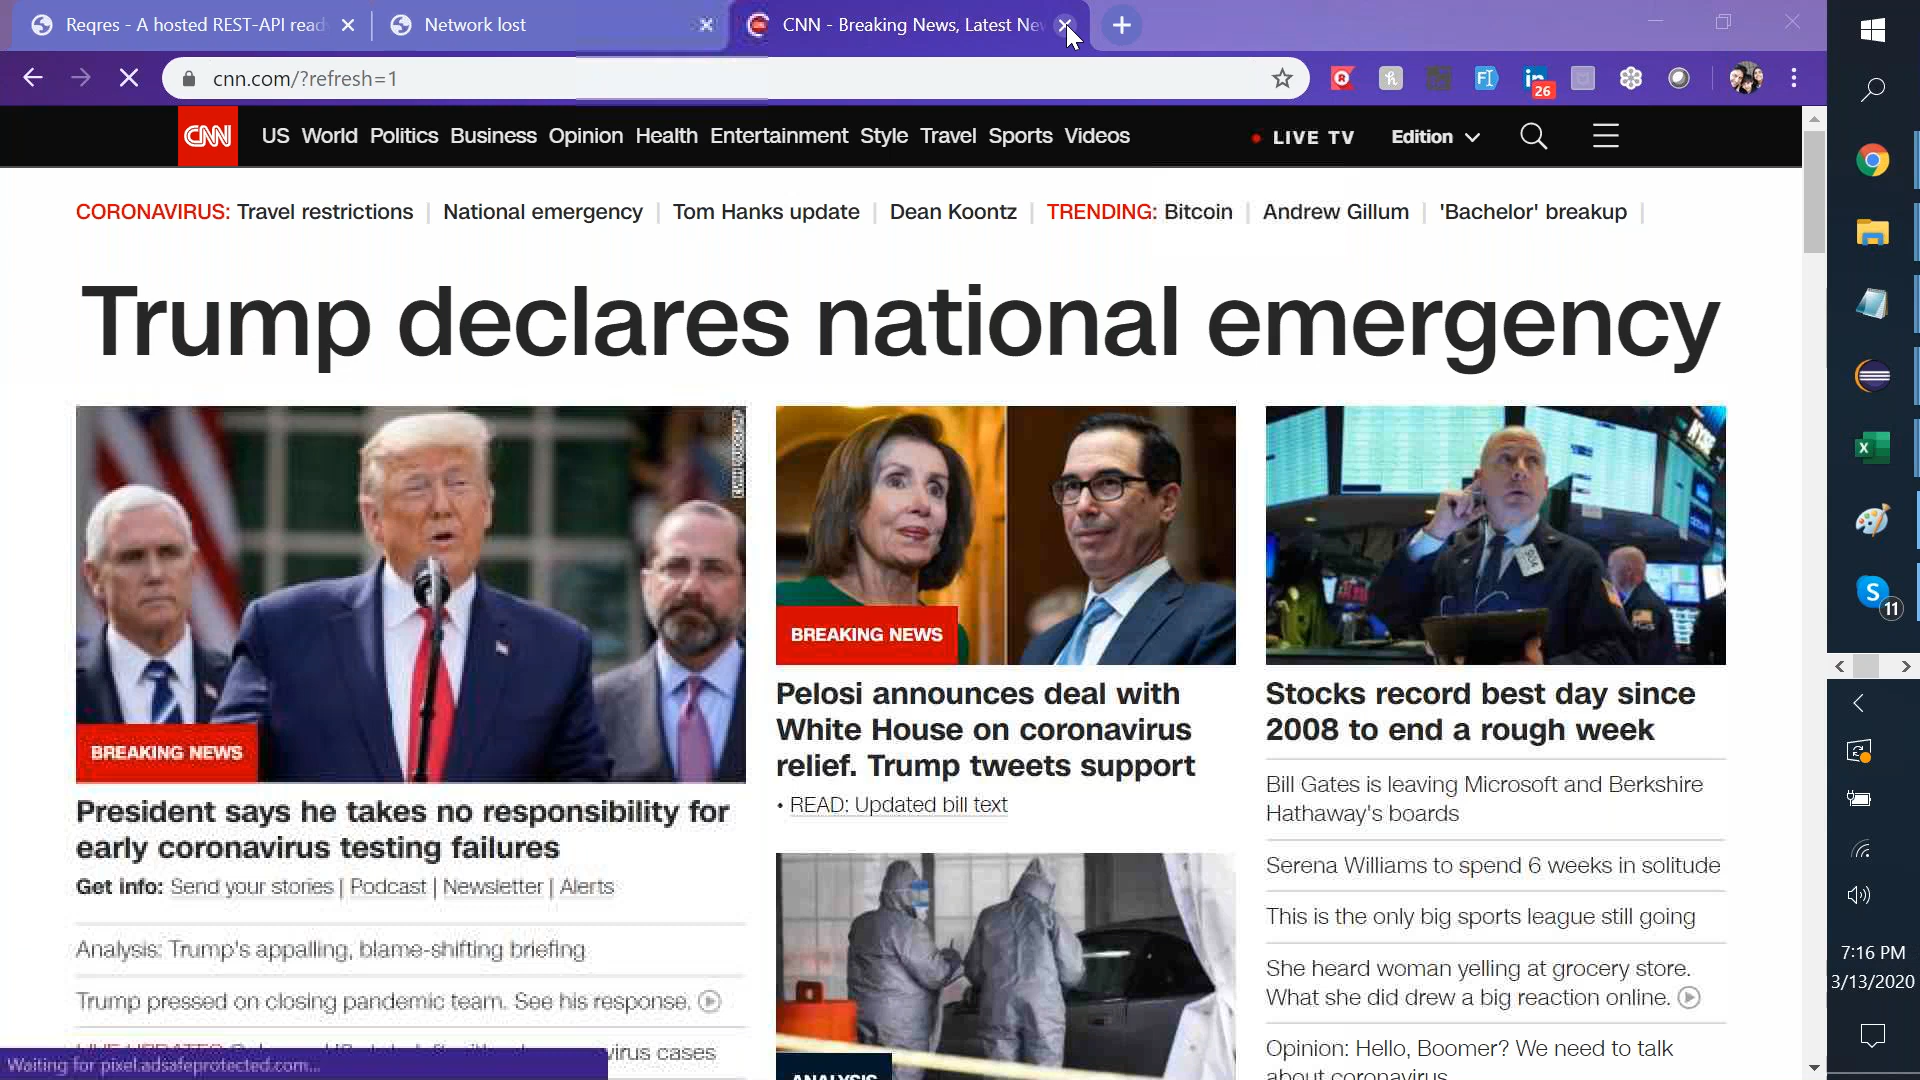 Reqres - A hosted REST-API read
Network lost
CNN - Breaking News, Latest Ne
cnn.com/?refresh=1
26
CNN
US World Politics Business Opinion Health Entertainment Style Travel Sports Videos
LIVE TV
Edition
CORONAVIRUS: Travel restrictions National emergency Tom Hanks update Dean Koontz TRENDING: Bitcoin Andrew Gillum 'Bachelor' breakup
Trump declares national emergency
BREAKING NEWS
President says he takes no responsibility for
early coronavirus testing failures
Get info: Send your stories | Podcast | Newsletter | Alerts
Analysis: Trump's appalling, blame-shifting briefing
Trump pressed on closing pandemic team. See his response.
virus cases
Waiting for pixel.adsafeprotected.com...
BREAKING NEWS
Pelosi announces deal with
White House on coronavirus
relief. Trump tweets support
• READ: Updated bill text
ANALYSIS
Stocks record best day since
2008 to end a rough week
Bill Gates is leaving Microsoft and Berkshire
Hathaway's boards
Serena Williams to spend 6 weeks in solitude
This is the only big sports league still going
She heard woman yelling at grocery store.
What she did drew a big reaction online.
Opinion: Hello, Boomer? We need to talk
about coronavirus
11
7:16 PM
3/13/2020